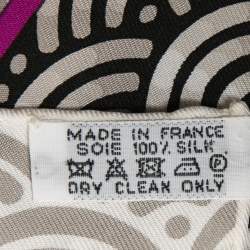 MADE IN FRANCE
SOIE 100% SILK
DRY CLEAN ONLY